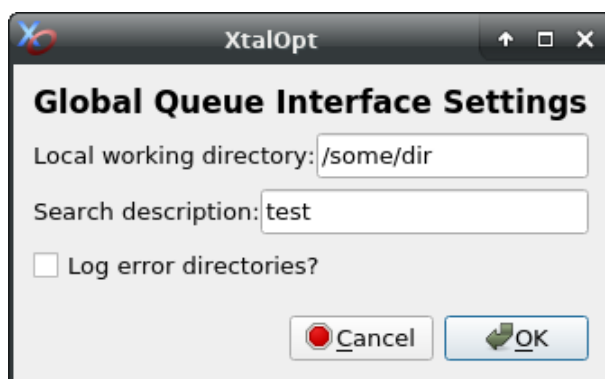 XtalOpt
Global Queue Interface Settings
Local working directory: /some/dir
Search description: test
Log error directories?
Cancel OK